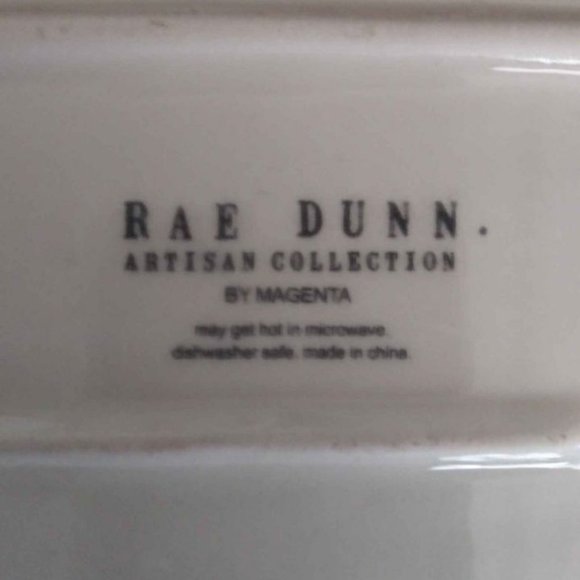 RAE DUNN.
ARTISAN COLLECTION
BY MAGENTA
may get hot in microwave.
dishwasher safe. made in china.